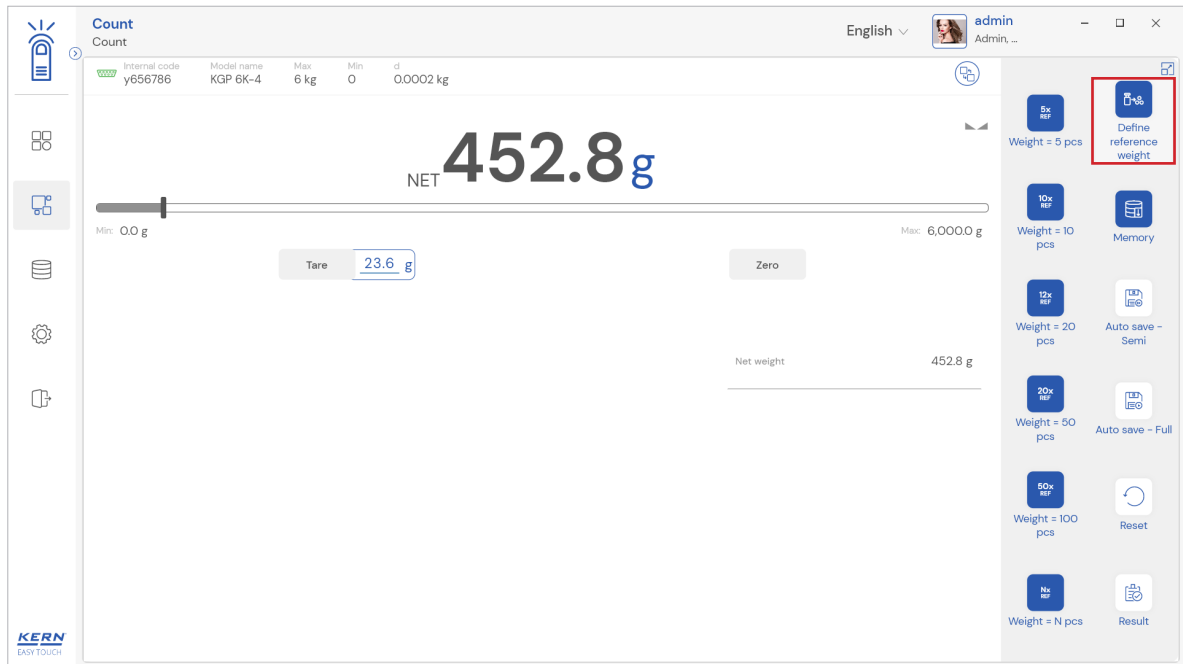 Count
Count
English
admin
Admin, ...
Internal code
y656786
Model name
KGP 6K-4
Max
6 kg
Min
0
d
0.0002 kg
NET 452.8 g
Min: 0.0 g
Max: 6,000.0 g
Tare 23.6 g
Zero
Net weight 452.8 g
5x
REF
Weight = 5 pcs
Define
reference
weight
10x
REF
Weight = 10
pcs
Memory
12x
REF
Weight = 20
pcs
Auto save -
Semi
20x
REF
Weight = 50
pcs
Auto save - Full
50x
REF
Weight = 100
pcs
Reset
Nx
REF
Weight = N pcs
Result
KERN
EASY TOUCH